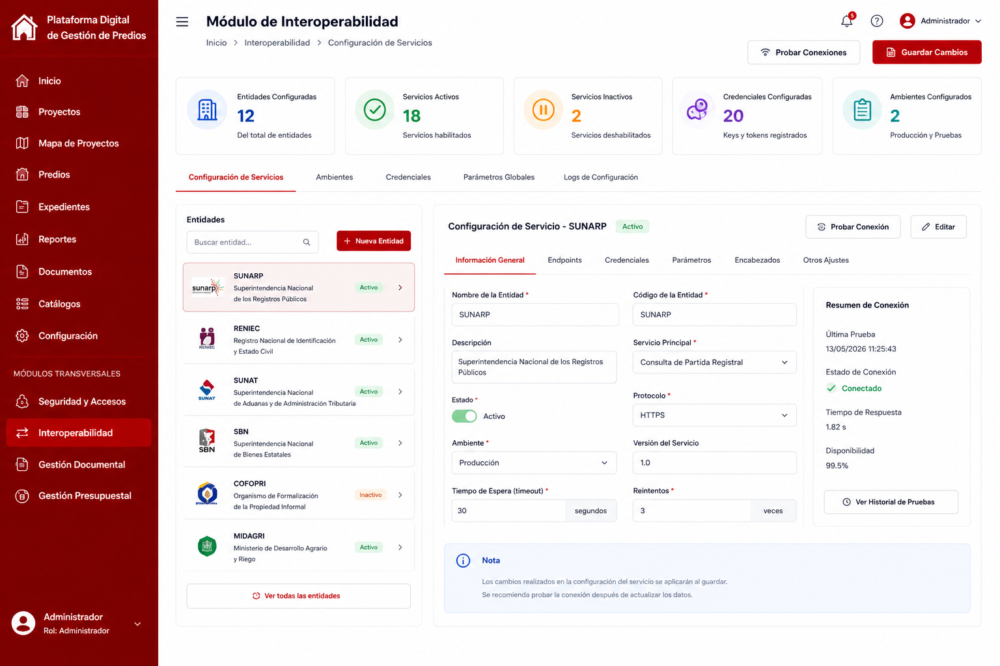 Plataforma Digital
de Gestión de Predios
Inicio
Proyectos
Mapa de Proyectos
Predios
Expedientes
Reportes
Documentos
Catálogos
Configuración
MÓDULOS TRANSVERSALES
Seguridad y Accesos
Interoperabilidad
Gestión Documental
Gestión Presupuestal
Administrador
Rol: Administrador
Módulo de Interoperabilidad
Inicio > Interoperabilidad > Configuración de Servicios
5
Administrador
Probar Conexiones
Guardar Cambios
Entidades Configuradas
12
Del total de entidades
Servicios Activos
18
Servicios habilitados
Servicios Inactivos
2
Servicios deshabilitados
Credenciales Configuradas
20
Keys y tokens registrados
Ambientes Configurados
2
Producción y Pruebas
Configuración de Servicios
Ambientes
Credenciales
Parámetros Globales
Logs de Configuración
Entidades
Buscar entidad...
+ Nueva Entidad
sunarp
SUNARP
Superintendencia Nacional
de los Registros Públicos
Activo
RENIEC
RENIEC
Registro Nacional de Identificación
y Estado Civil
Activo
SUNAT
SUNAT
Superintendencia Nacional
de Aduanas y de Administración Tributaria
Activo
SBN
SBN
Superintendencia Nacional
de Bienes Estatales
Activo
COFOPRI
Organismo de Formalización
de la Propiedad Informal
Inactivo
MIDAGRI
Ministerio de Desarrollo Agrario
y Riego
Activo
Ver todas las entidades
Configuración de Servicio - SUNARP
Activo
Probar Conexión
Editar
Información General
Endpoints
Credenciales
Parámetros
Encabezados
Otros Ajustes
Nombre de la Entidad *
SUNARP
Código de la Entidad *
SUNARP
Descripción
Superintendencia Nacional de los Registros
Públicos
Servicio Principal *
Consulta de Partida Registral
Estado *
Activo
Protocolo *
HTTPS
Ambiente *
Producción
Versión del Servicio
1.0
Tiempo de Espera (timeout) *
30
segundos
Reintentos *
3
veces
Resumen de Conexión
Última Prueba
13/05/2026 11:25:43
Estado de Conexión
Conectado
Tiempo de Respuesta
1.82 s
Disponibilidad
99.5%
Ver Historial de Pruebas
Nota
Los cambios realizados en la configuración del servicio se aplicarán al guardar.
Se recomienda probar la conexión después de actualizar los datos.